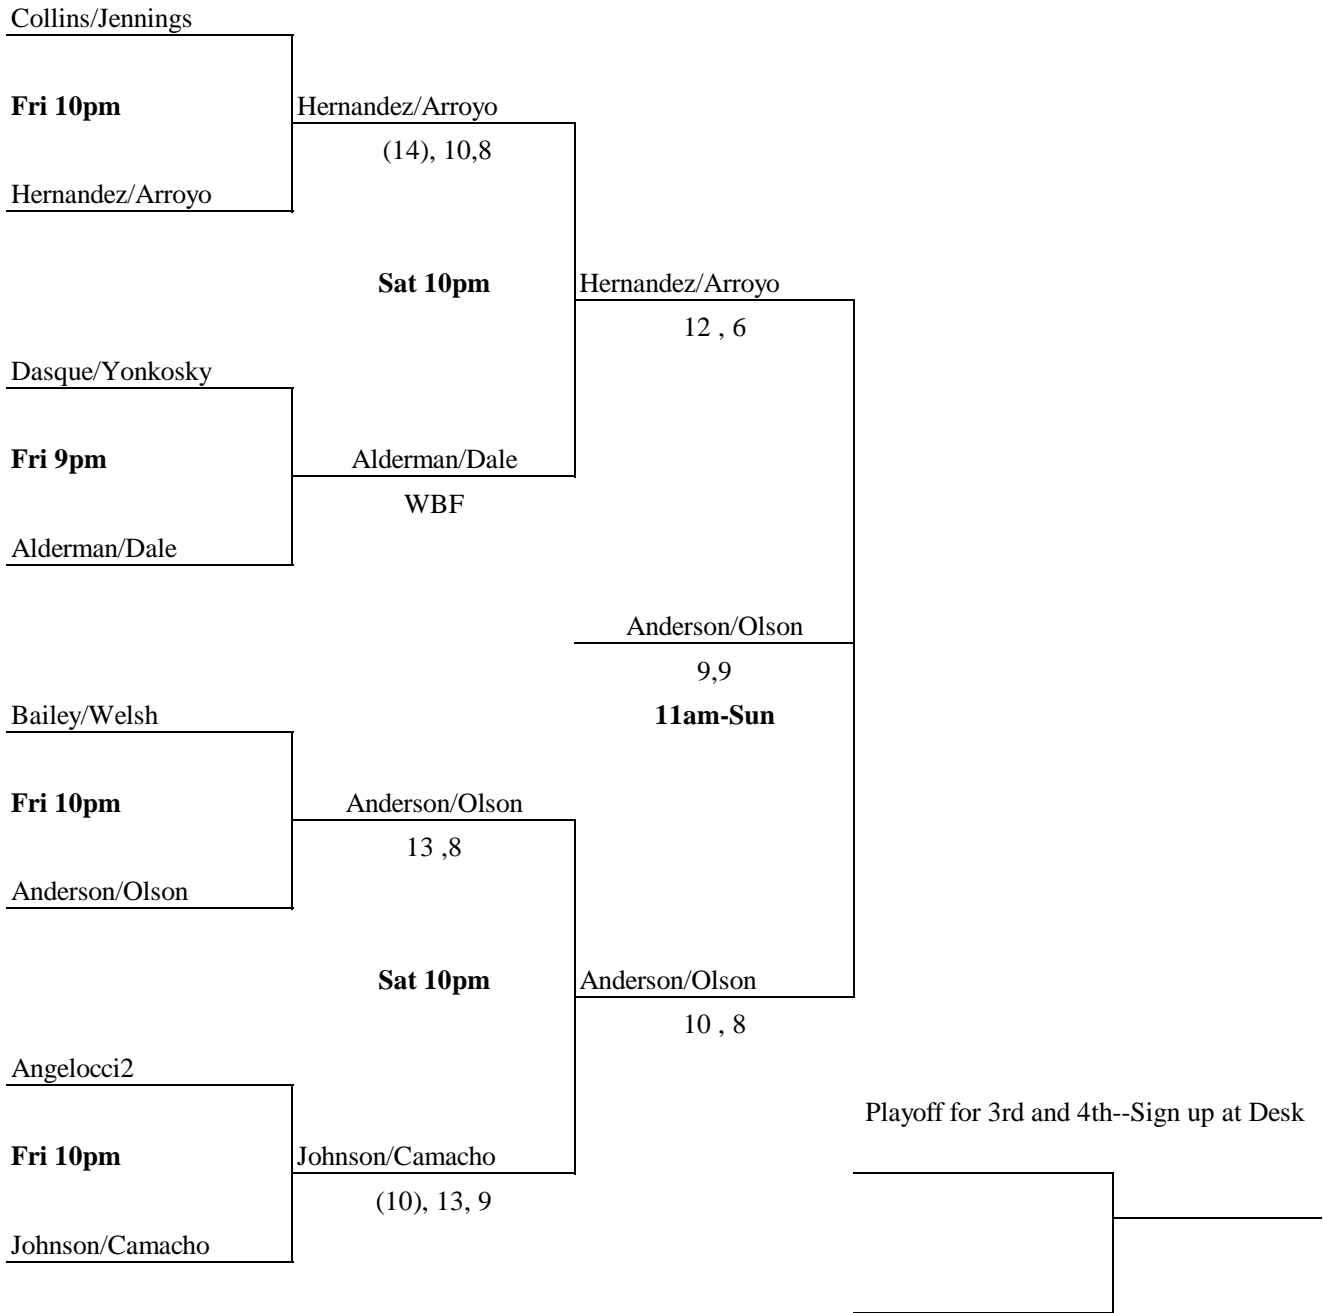 Collins/Jennings
Fri 10pm
Hernandez/Arroyo
(14), 10,8
Hernandez/Arroyo
Sat 10pm
Hernandez/Arroyo
12 , 6
Dasque/Yonkosky
Fri 9pm
Alderman/Dale
WBF
Alderman/Dale
Anderson/Olson
9,9
11am-Sun
Bailey/Welsh
Fri 10pm
Anderson/Olson
13 ,8
Anderson/Olson
Sat 10pm
Anderson/Olson
10 , 8
Angelocci2
Playoff for 3rd and 4th--Sign up at Desk
Fri 10pm
Johnson/Camacho
(10), 13, 9
Johnson/Camacho